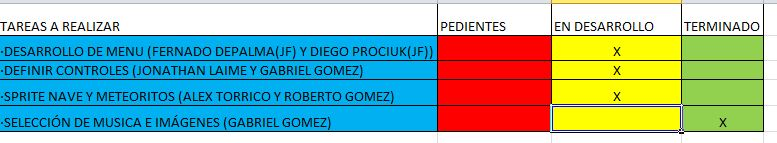 TAREAS A REALIZAR PEDIENTES EN DESARROLLO TERMINADO
·DESARROLLO DE MENU (FERNADO DEPALMA(JF) Y DIEGO PROCIUK(JF)) X
·DEFINIR CONTROLES (JONATHAN LAIME Y GABRIEL GOMEZ) X
·SPRITE NAVE Y METEORITOS (ALEX TORRICO Y ROBERTO GOMEZ) X
·SELECCIÓN DE MUSICA E IMÁGENES (GABRIEL GOMEZ) X